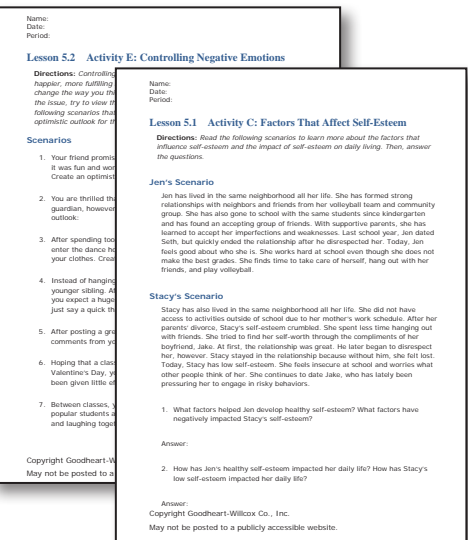 Name:
Date:
Period:
Lesson 5.2 Activity E: Controlling Negative Emotions
Directions: Controlling
happier, more fulfilling
change the way you thi
the issue, try to view th
following scenarios that
optimistic outlook for th
Scenarios
1. Your friend promis
it was fun and wor
Create an optimist
2. You are thrilled tha
guardian, however
outlook:
3. After spending too
enter the dance ho
your clothes. Crea
4. Instead of hanging
younger sibling. Af
you expect a huge
just say a quick th
5. After posting a gre
comments from yo
6. Hoping that a clas
Valentine's Day, yo
been given little ef
7. Between classes, y
popular students a
and laughing toget
Copyright Goodheart-W
May not be posted to a
Name:
Date:
Period:
Lesson 5.1 Activity C: Factors That Affect Self-Esteem
Directions: Read the following scenarios to learn more about the factors that
influence self-esteem and the impact of self-esteem on daily living. Then, answer
the questions.
Jen's Scenario
Jen has lived in the same neighborhood all her life. She has formed strong
relationships with neighbors and friends from her volleyball team and community
group. She has also gone to school with the same students since kindergarten
and has found an accepting group of friends. With supportive parents, she has
learned to accept her imperfections and weaknesses. Last school year, Jen dated
Seth, but quickly ended the relationship after he disrespected her. Today, Jen
feels good about who she is. She works hard at school even though she does not
make the best grades. She finds time to take care of herself, hang out with her
friends, and play volleyball.
Stacy's Scenario
Stacy has also lived in the same neighborhood all her life. She did not have
access to activities outside of school due to her mother's work schedule. After her
parents' divorce, Stacy's self-esteem crumbled. She spent less time hanging out
with friends. She tried to find her self-worth through the compliments of her
boyfriend, Jake. At first, the relationship was great. He later began to disrespect
her, however. Stacy stayed in the relationship because without him, she felt lost.
Today, Stacy has low self-esteem. She feels insecure at school and worries what
other people think of her. She continues to date Jake, who has lately been
pressuring her to engage in risky behaviors.
1. What factors helped Jen develop healthy self-esteem? What factors have
negatively impacted Stacy's self-esteem?
Answer:
2. How has Jen's healthy self-esteem impacted her daily life? How has Stacy's
low self-esteem impacted her daily life?
Answer:
Copyright Goodheart-Willcox Co., Inc.
May not be posted to a publicly accessible website.